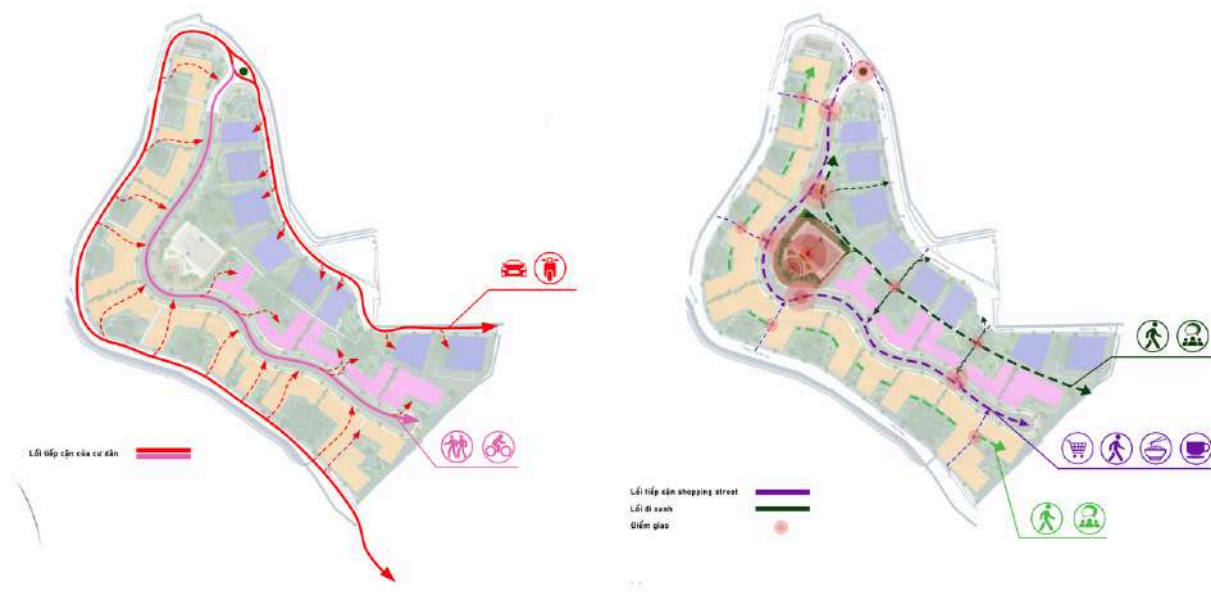 Lối tiếp cận của cư dân
Lối tiếp cận shopping street
Lối đi xanh
Điểm giao